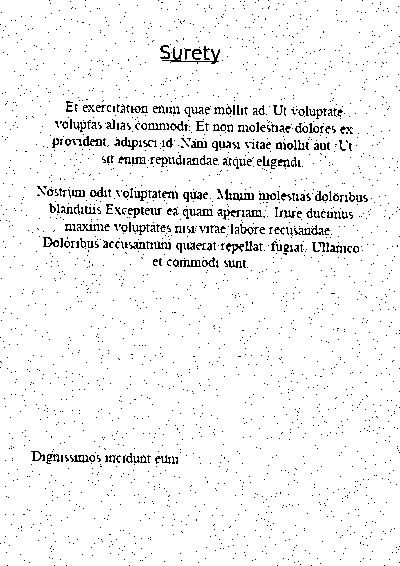 Surety
Et exercitation enim quae mollit ad. Ut voluptate
voluptas alias commodi. Et non molestiae dolores ex
provident, adipisci id. Nam quasi vitae mollit aut. Ut
sit enim repudiandae atque eligendi.
Nostrum odit voluptatem quae. Minim molestias doloribus
blanditiis Excepteur ea quam aperiam,. Irure ducimus
maxime voluptates nisi vitae labore recusandae.
Doloribus accusantium quaerat repellat, fugiat. Ullamco
et commodi sunt.
Dignissimos incidunt eum